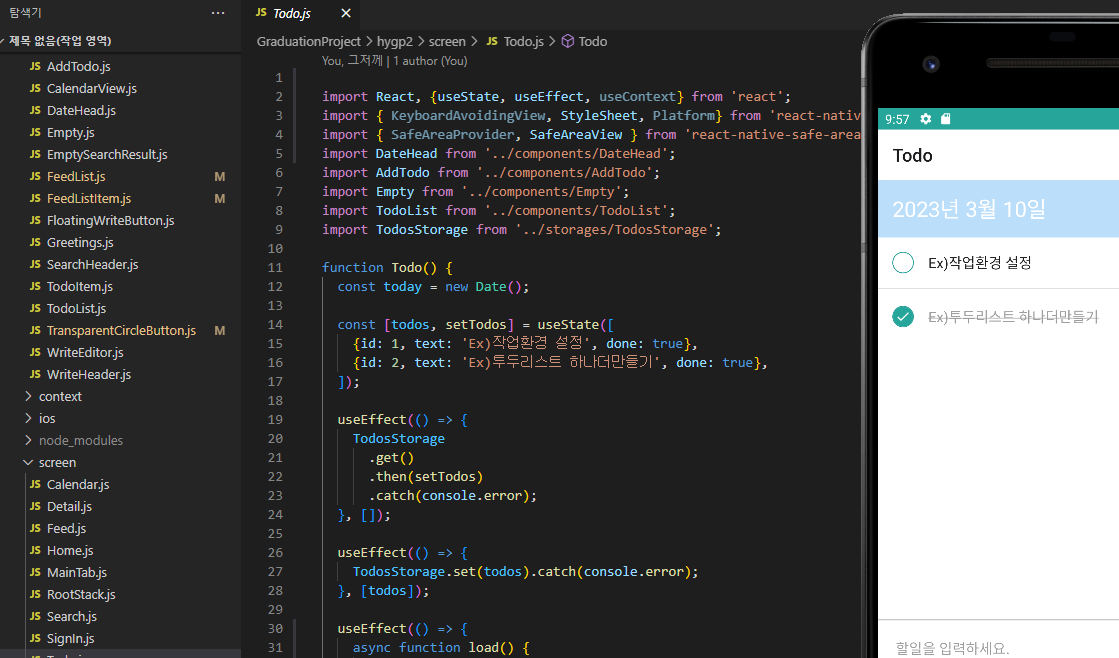 탐색기
···
제목 없음(작업 영역)
JS AddTodo.js
JS CalendarView.js
JS DateHead.js
JS Empty.js
JS EmptySearchResult.js
JS FeedList.js M
JS FeedListItem.js M
JS FloatingWriteButton.js
JS Greetings.js
JS SearchHeader.js
JS TodoItem.js
JS TodoList.js
JS TransparentCircleButton.js M
JS WriteEditor.js
JS WriteHeader.js
> context
> ios
> node_modules
screen
JS Calendar.js
JS Detail.js
JS Feed.js
JS Home.js
JS MainTab.js
JS RootStack.js
JS Search.js
JS SignIn.js
JS Todo.js ×
GraduationProject > hygp2 > screen > JS Todo.js > Todo
You, 그저께 | 1 author (You)
1
2 import React, {useState, useEffect, useContext} from 'react';
3 import { KeyboardAvoidingView, StyleSheet, Platform} from 'react-nativ
4 import { SafeAreaProvider, SafeAreaView } from 'react-native-safe-area
5 import DateHead from '../components/DateHead';
6 import AddTodo from '../components/AddTodo';
7 import Empty from '../components/Empty';
8 import TodoList from '../components/TodoList';
9 import TodosStorage from '../storages/TodosStorage';
10
11 function Todo() {
12 const today = new Date();
13
14 const [todos, setTodos] = useState([
15 {id: 1, text: 'Ex)작업환경 설정', done: true},
16 {id: 2, text: 'Ex)투두리스트 하나더만들기', done: true},
17 ]);
18
19 useEffect(() => {
20 TodosStorage
21 .get()
22 .then(setTodos)
23 .catch(console.error);
24 }, []);
25
26 useEffect(() => {
27 TodosStorage.set(todos).catch(console.error);
28 }, [todos]);
29
30 useEffect(() => {
31 async function load() {
9:57
Todo
2023년 3월 10일
Ex)작업환경 설정
Ex)투두리스트 하나더만들기
할일을 입력하세요.